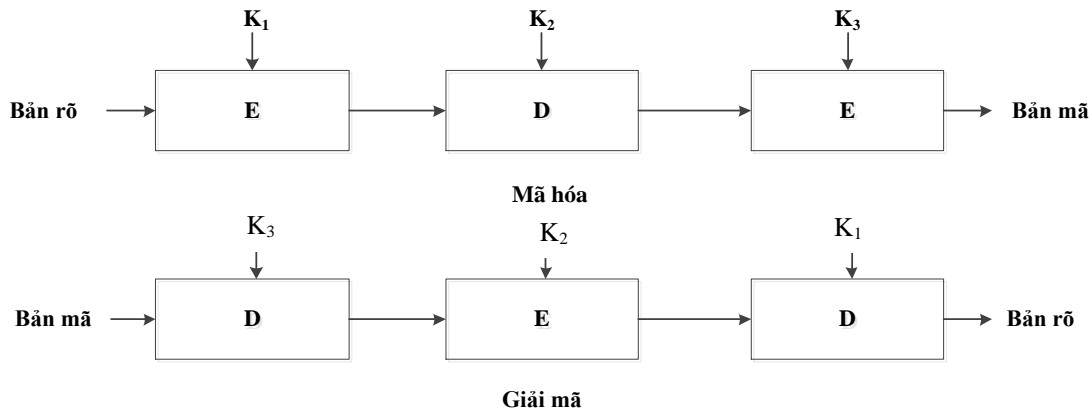 K₁ K₂ K₃
Bản rõ E D E Bản mã
Mã hóa
K₃ K₂ K₁
Bản mã D E D Bản rõ
Giải mã